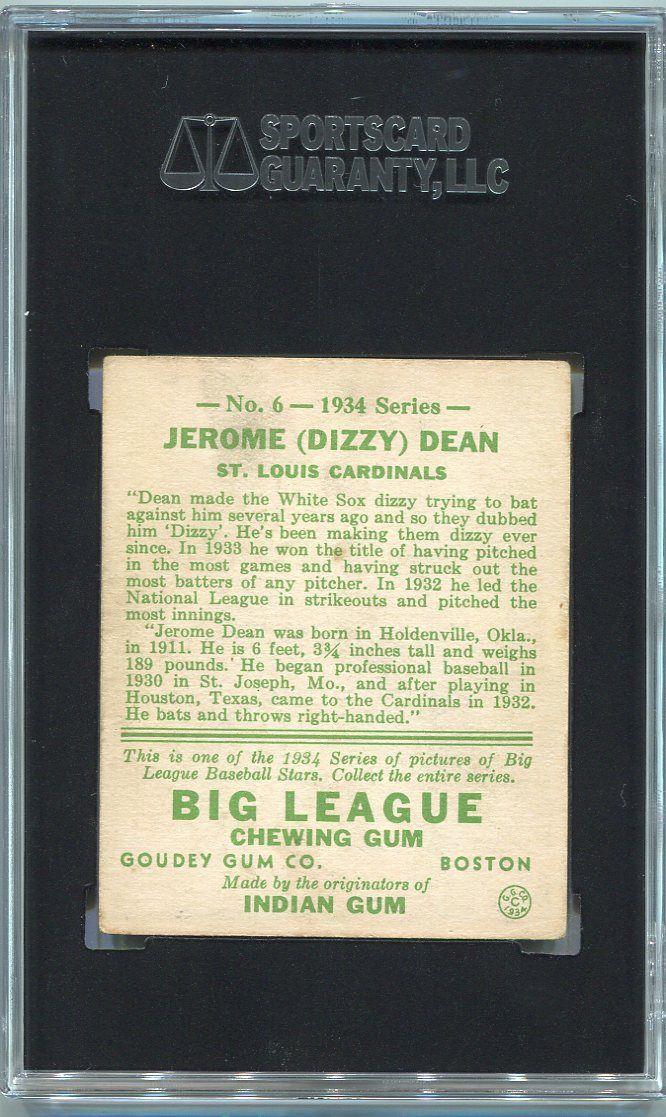 SPORTSCARD
GUARANTY, LLC
— No. 6 — 1934 Series —
JEROME (DIZZY) DEAN
ST. LOUIS CARDINALS
"Dean made the White Sox dizzy trying to bat
against him several years ago and so they dubbed
him 'Dizzy'. He's been making them dizzy ever
since. In 1933 he won the title of having pitched
in the most games and having struck out the
most batters of any pitcher. In 1932 he led the
National League in strikeouts and pitched the
most innings.
"Jerome Dean was born in Holdenville, Okla.,
in 1911. He is 6 feet, 3¾ inches tall and weighs
189 pounds. He began professional baseball in
1930 in St. Joseph, Mo., and after playing in
Houston, Texas, came to the Cardinals in 1932.
He bats and throws right-handed."
This is one of the 1934 Series of pictures of Big
League Baseball Stars. Collect the entire series.
BIG LEAGUE
CHEWING GUM
GOUDEY GUM CO. BOSTON
Made by the originators of
INDIAN GUM
G. G. CO.
C
1934